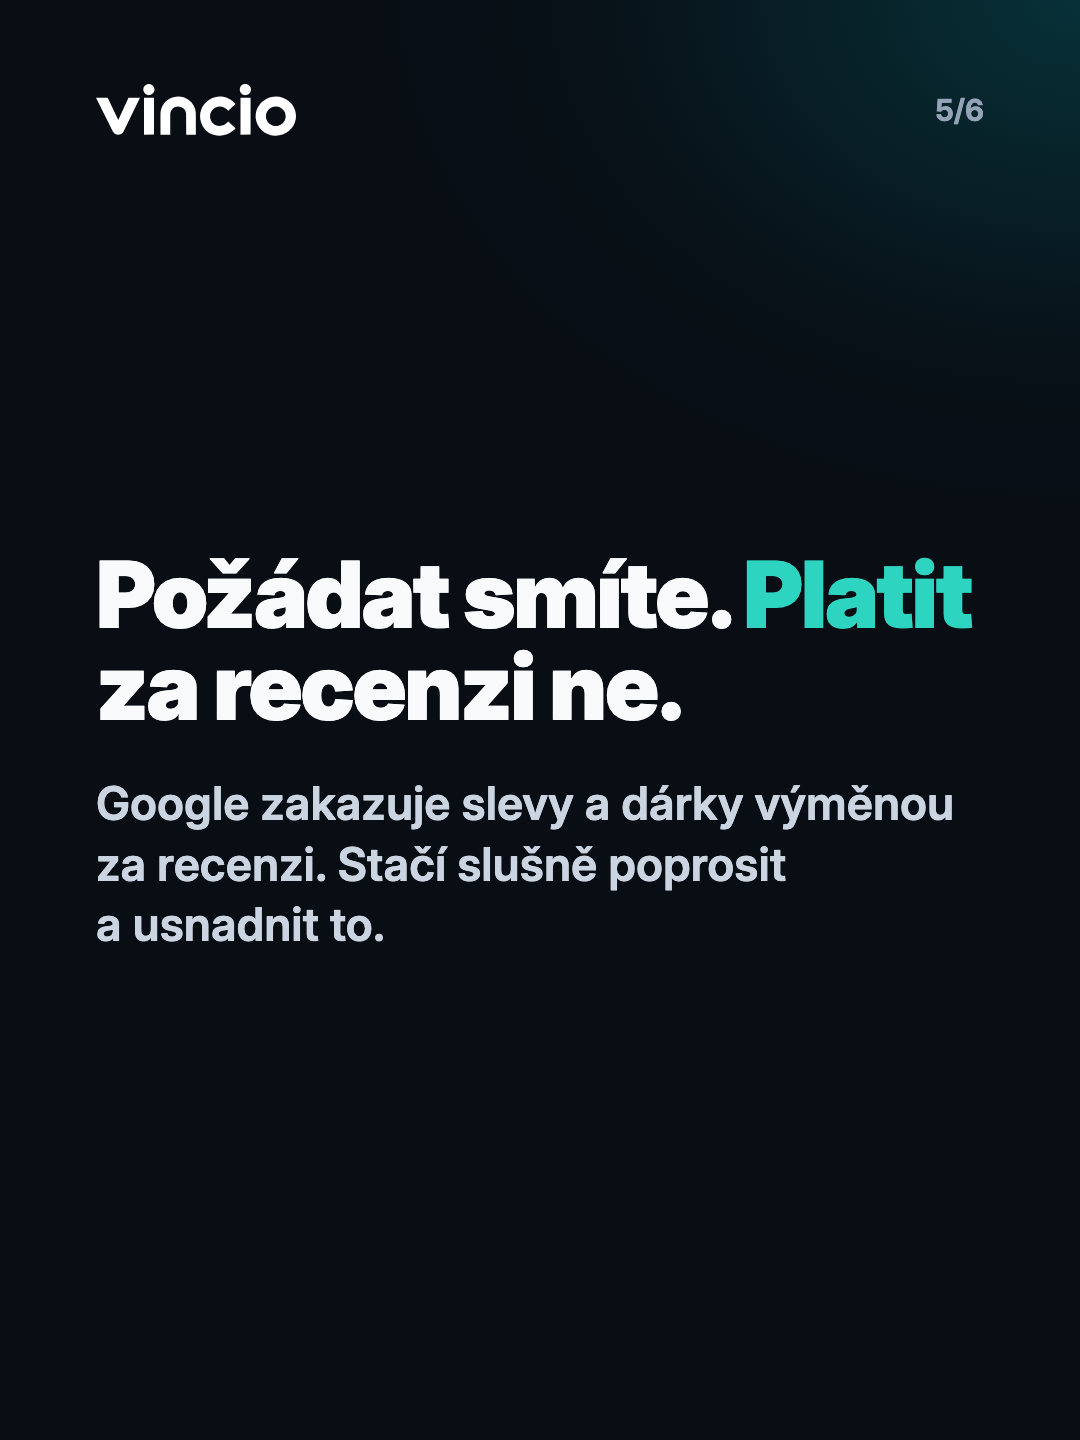 vincio
5/6
Požádat smíte. Platit
za recenzi ne.
Google zakazuje slevy a dárky výměnou
za recenzi. Stačí slušně poprosit
a usnadnit to.